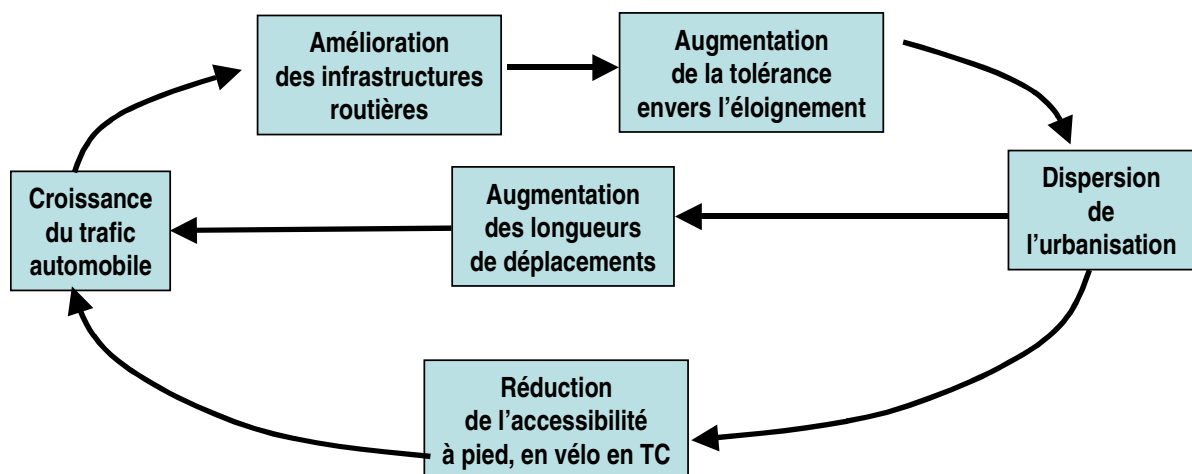 Amélioration
des infrastructures
routières
Augmentation
de la tolérance
envers l'éloignement
Croissance
du trafic
automobile
Augmentation
des longueurs
de déplacements
Dispersion
de
l'urbanisation
Réduction
de l'accessibilité
à pied, en vélo en TC